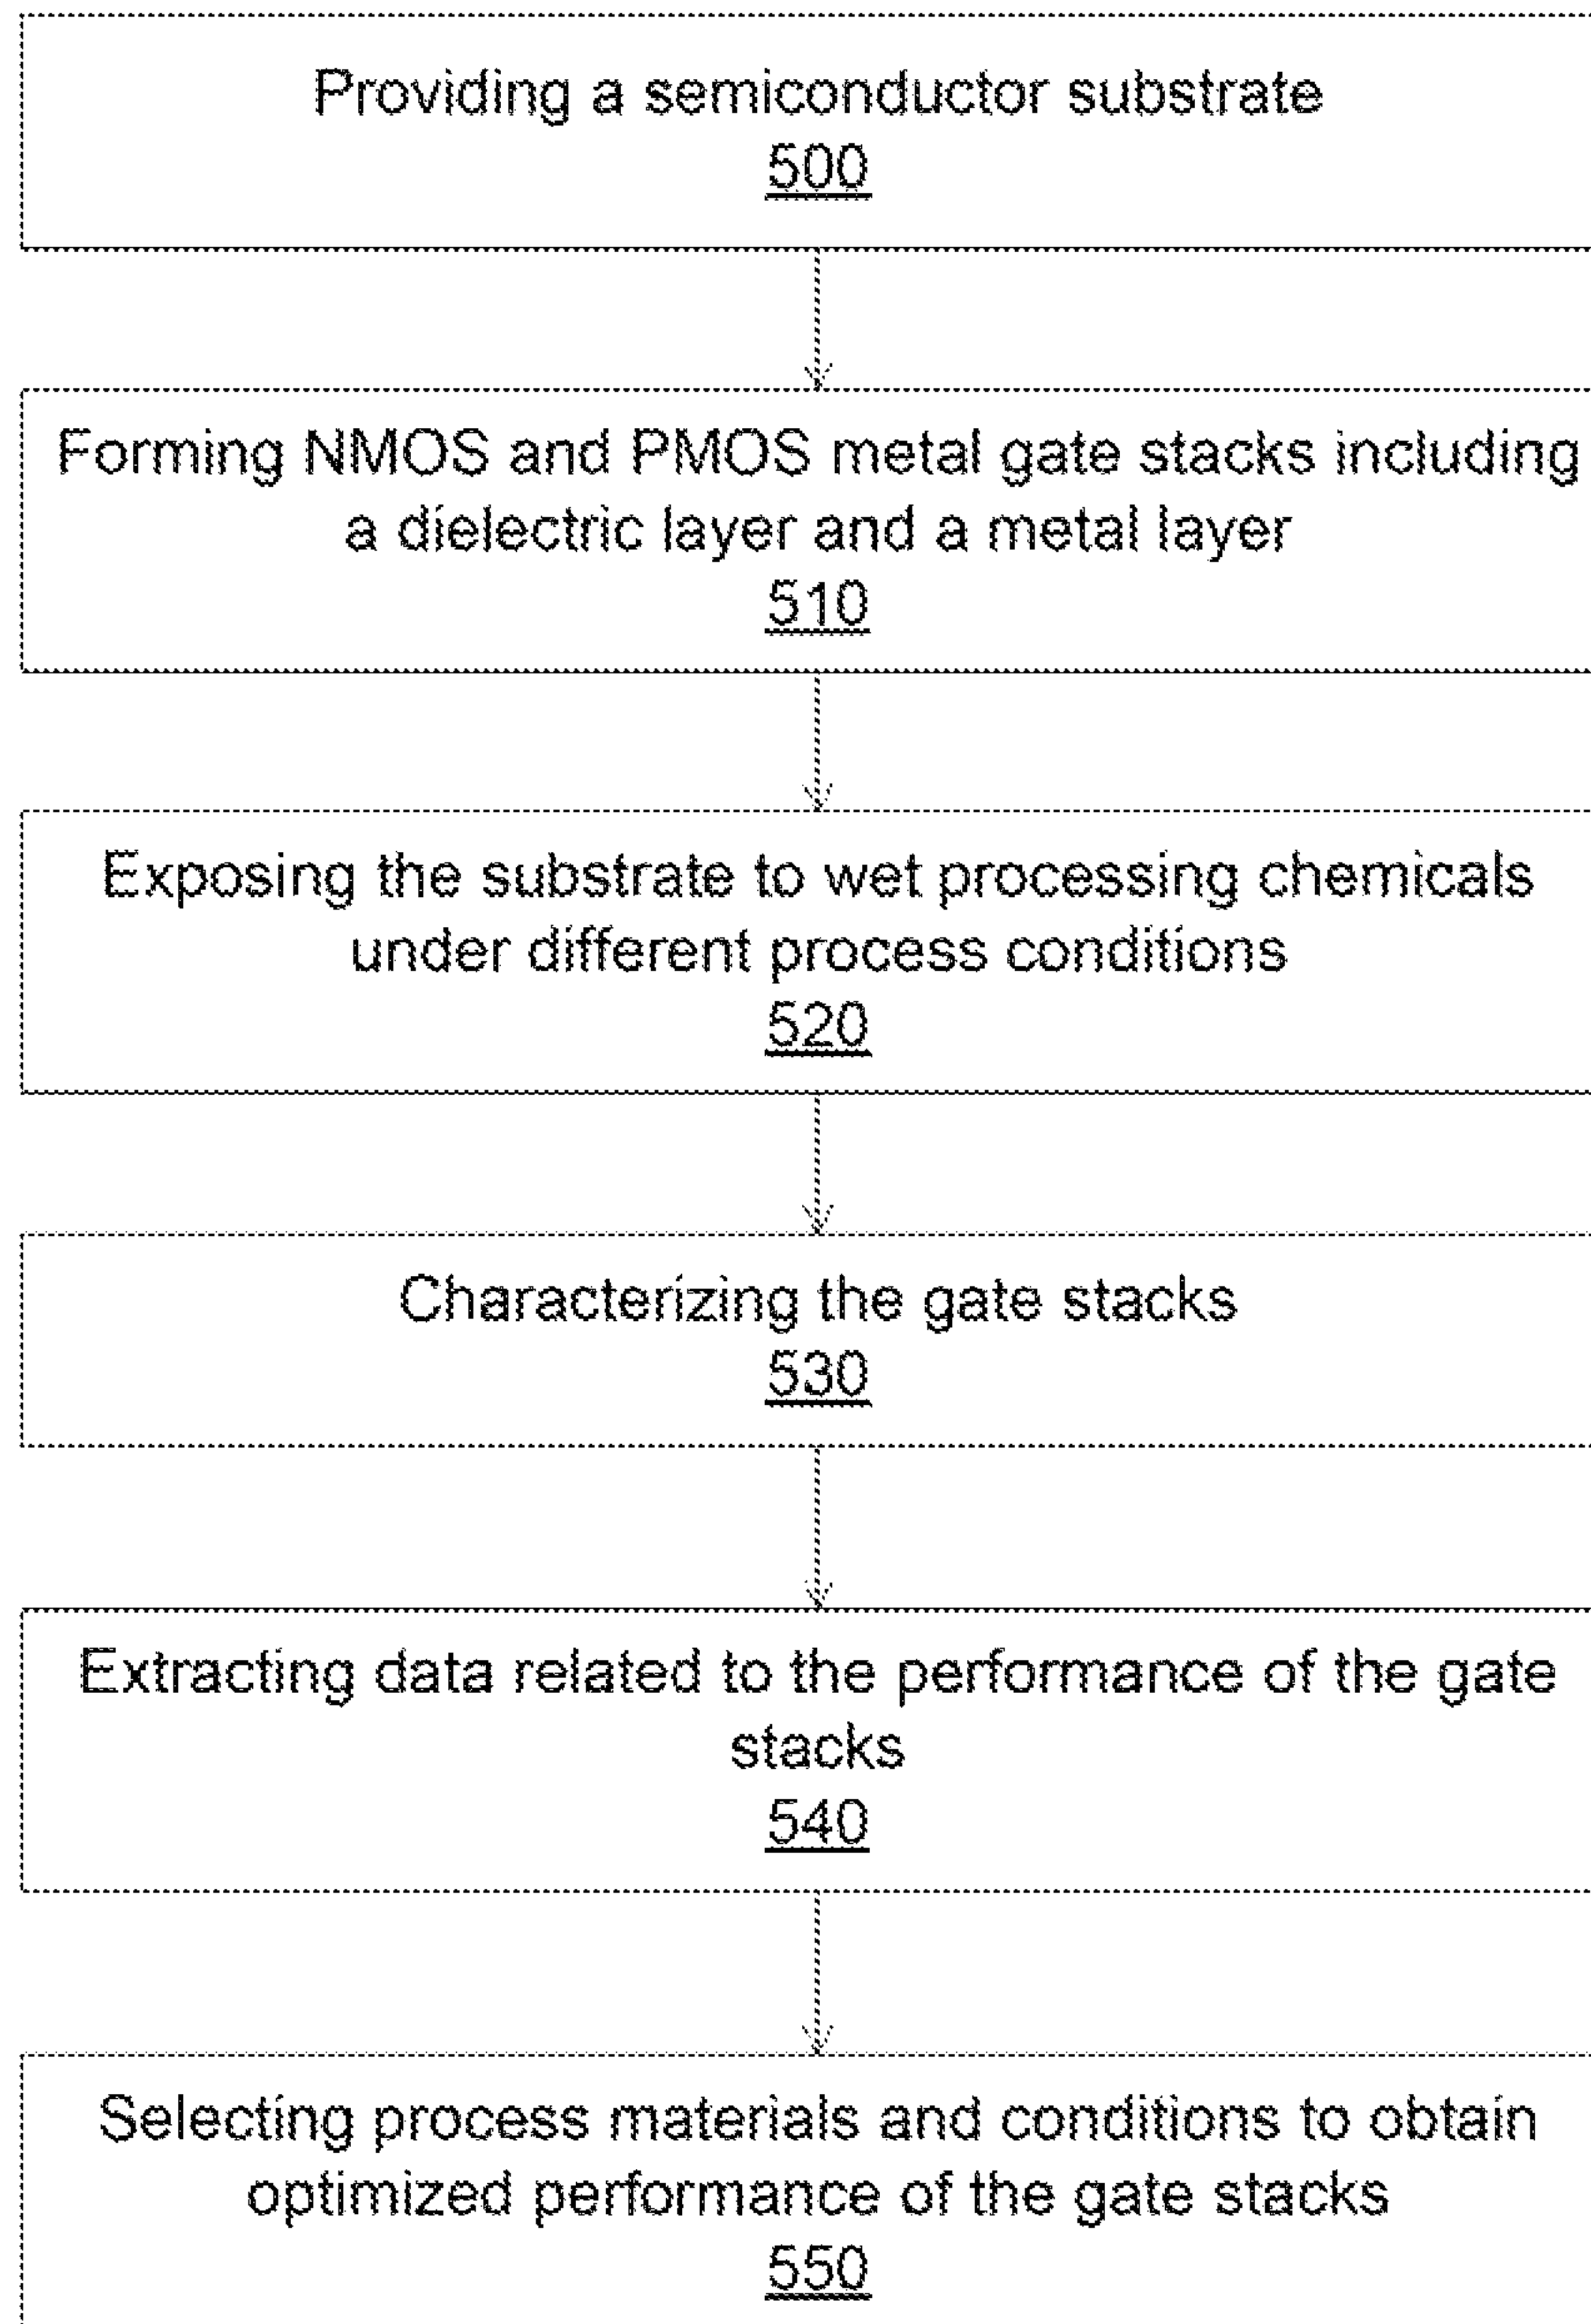 Providing a semiconductor substrate
500
Forming NMOS and PMOS metal gate stacks including
a dielectric layer and a metal layer
510
Exposing the substrate to wet processing chemicals
under different process conditions
520
Characterizing the gate stacks
530
Extracting data related to the performance of the gate
stacks
540
Selecting process materials and conditions to obtain
optimized performance of the gate stacks
550